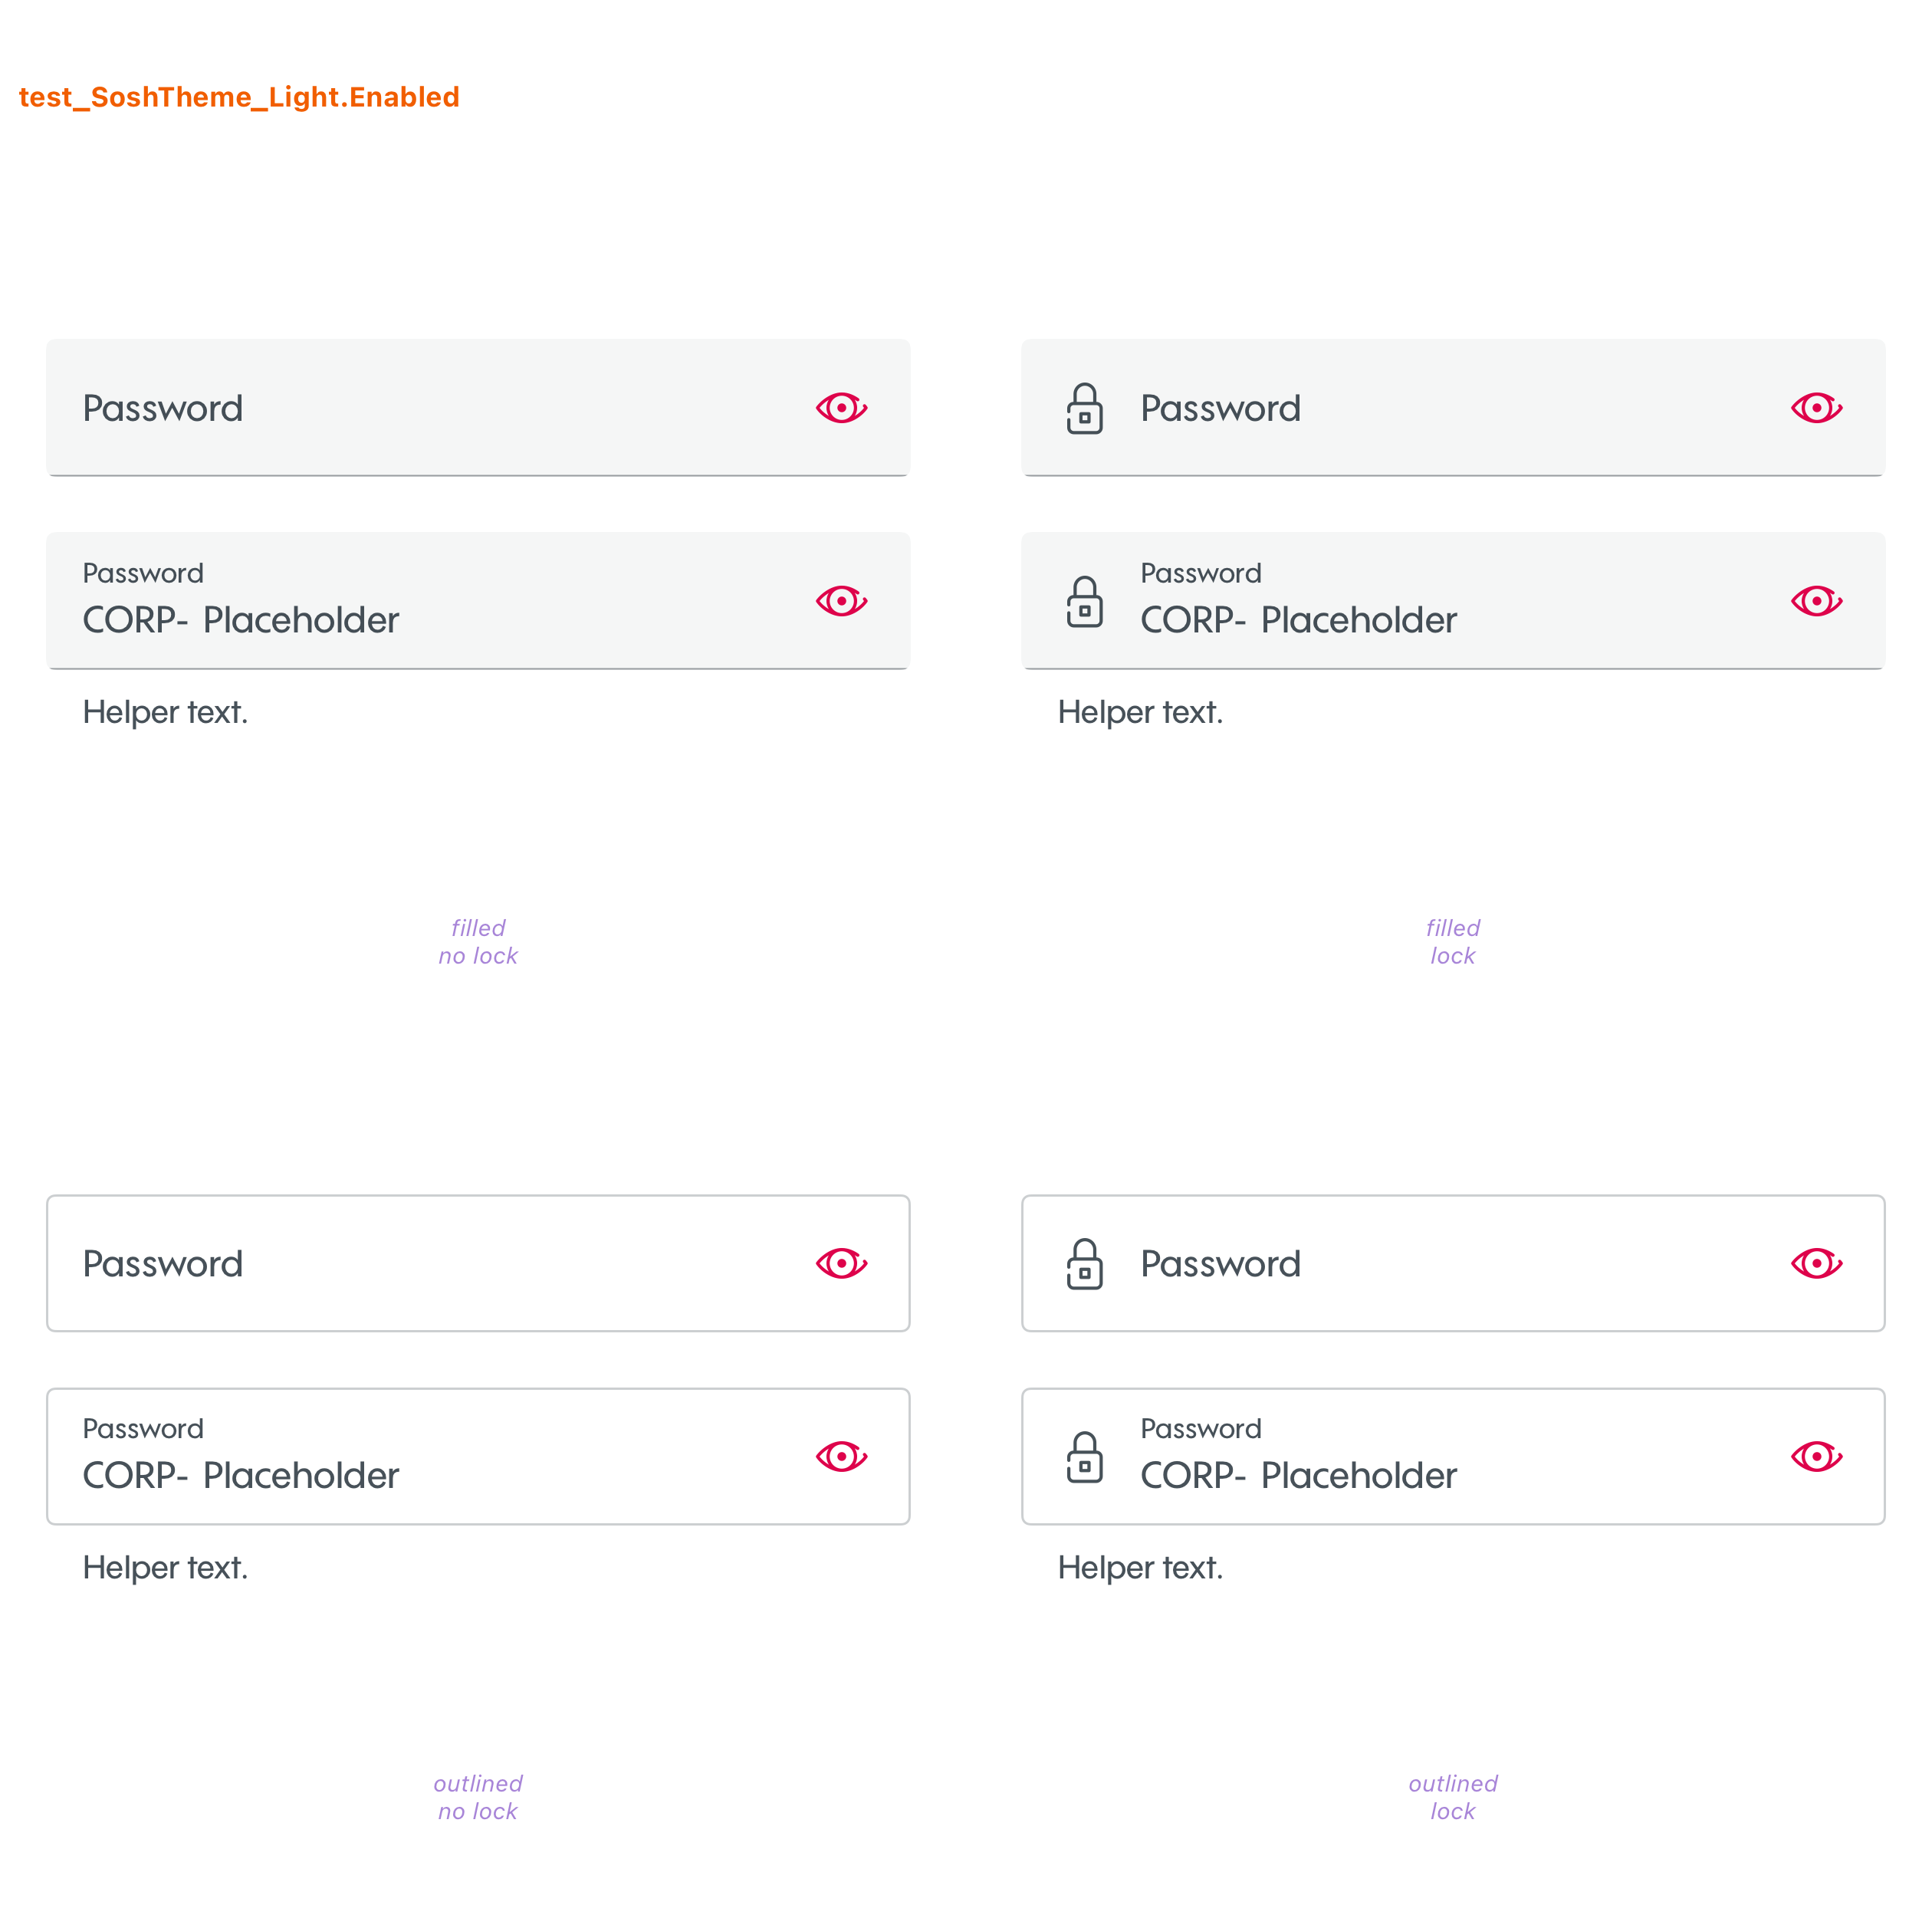 test_SoshTheme_Light.Enabled
Password
Password
CORP- Placeholder
Helper text.
filled
no lock
Password
Password
CORP- Placeholder
Helper text.
filled
lock
Password
Password
CORP- Placeholder
Helper text.
outlined
no lock
Password
Password
CORP- Placeholder
Helper text.
outlined
lock